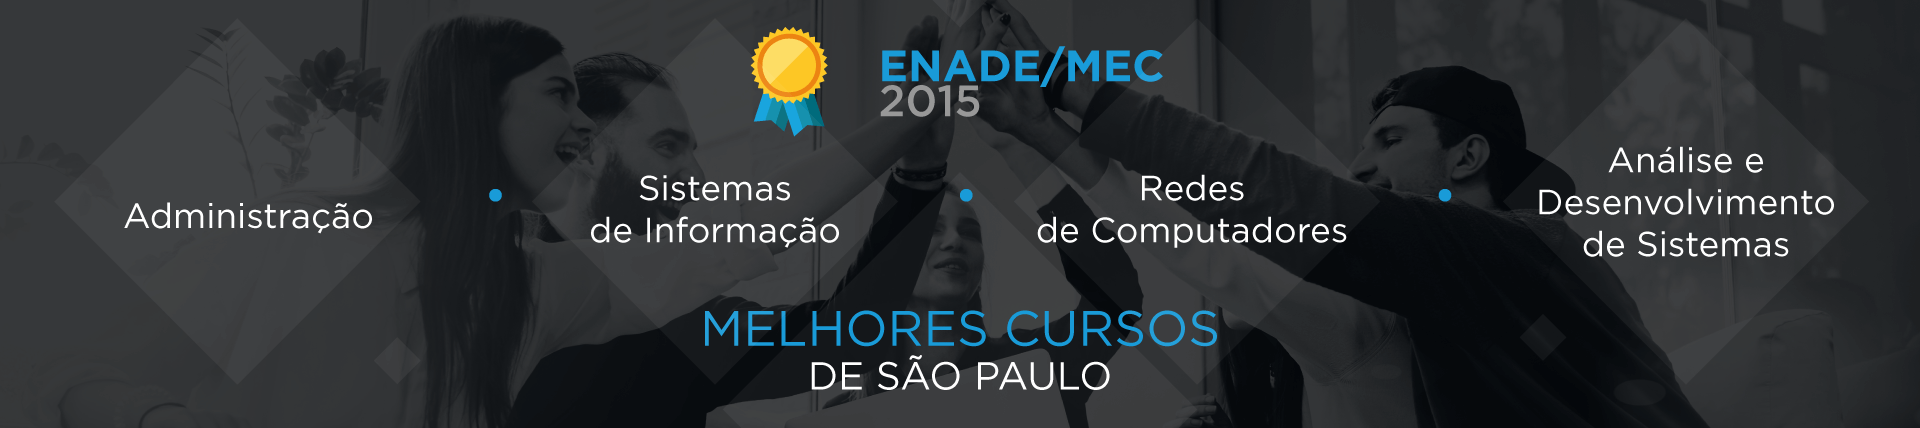 ENADE/MEC
2015
Administração
Sistemas
de Informação
Redes
de Computadores
Análise e
Desenvolvimento
de Sistemas
MELHORES CURSOS
DE SÃO PAULO